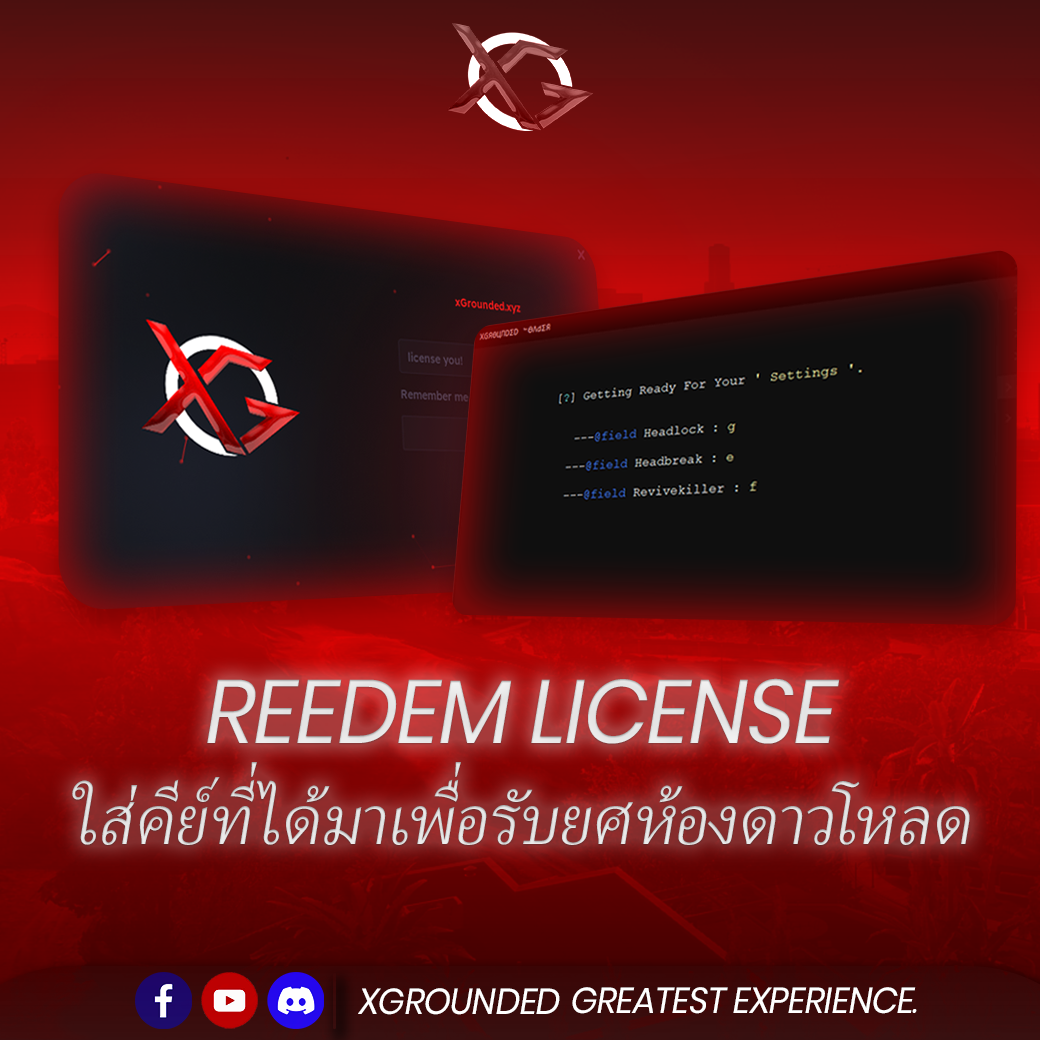 XG
X
xGrounded.xyz
license you!
Remember me
XG
[?] Getting Ready For Your ' Settings '.
---@field Headlock : g
---@field Headbreak : e
---@field Revivekiller : f
REEDEM LICENSE
ใส่คีย์ที่ได้มาเพื่อรับยศห้องดาวโหลด
XGROUNDED GREATEST EXPERIENCE.